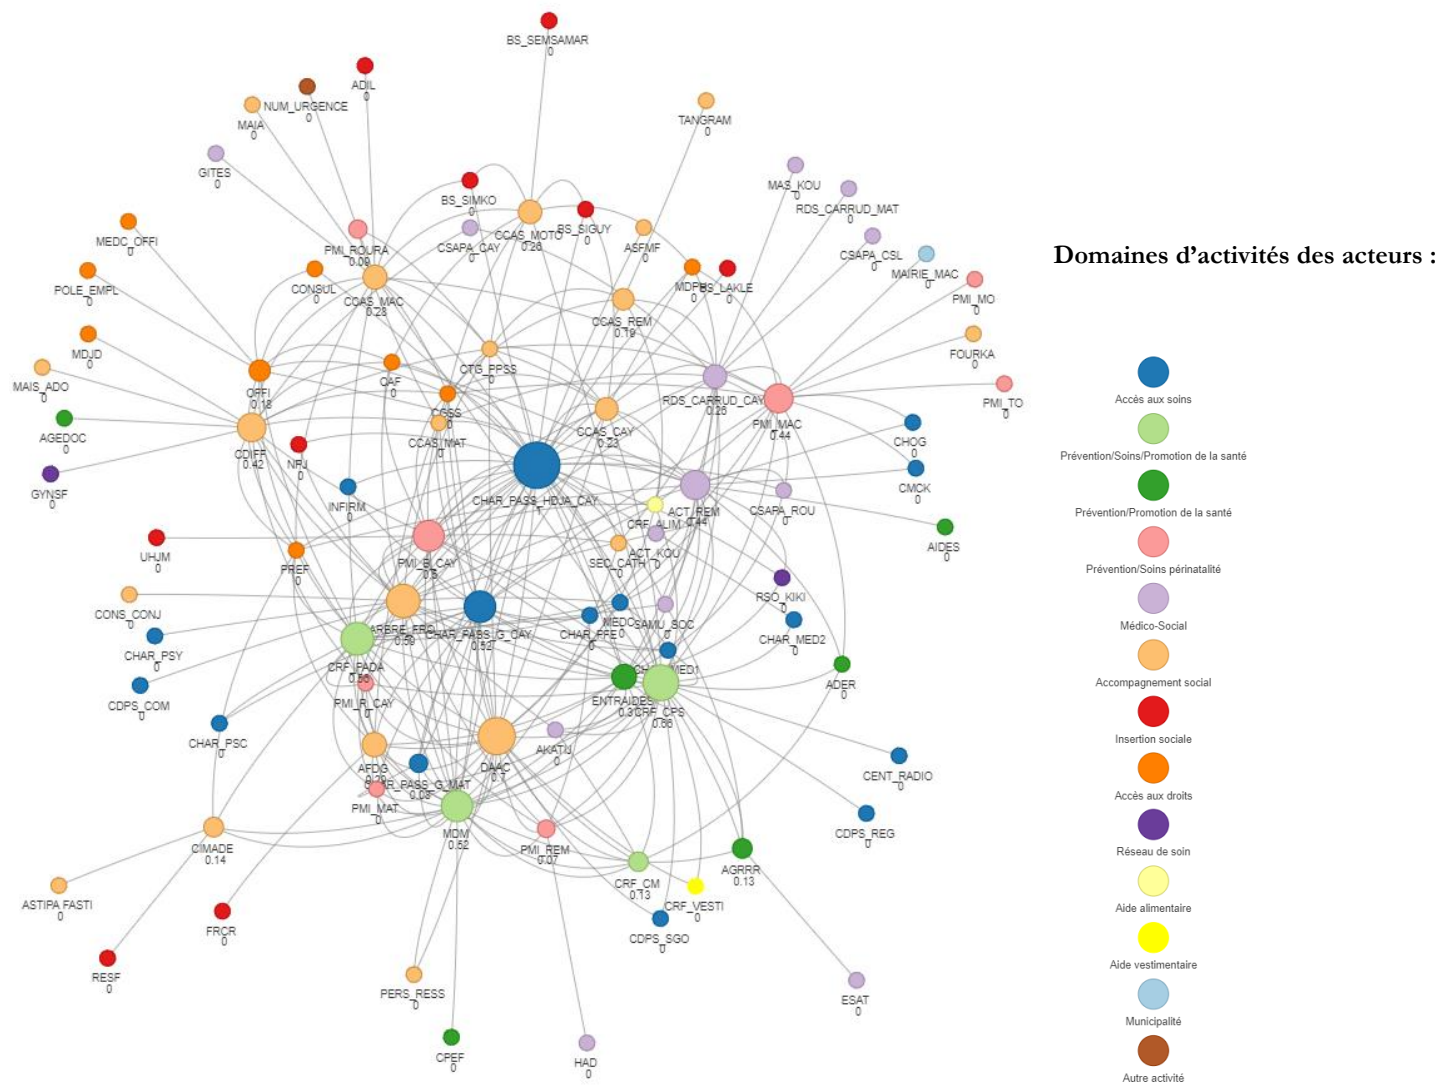 BS_SEMSAMAR
0
ADIL
0
NUM_URGENCE
0
MAIA
0
TANGRAM
0
GITES
0
MAS_KOU
0
RDS_CARRUD_MAT
0
BS_SIMKO
0
CCAS_MOTO
0.26
BS_SIGUY
0
ASFMF
0
CSAPA_CAY
0
CSAPA_CSL
0
MEDC_OFFI
0
PMI_ROURA
0.09
MAIRIE_MAC
0
Domaines d'activités des acteurs :
POLE_EMPL
0
CONSUL
0
CCAS_MAC
0.28
MDPH
BS_LAKLE
0
PMI_MO
0
CCAS_REM
0.19
MDJD
0
FOURKA
0
MAIS_ADO
0
OFFI
0.18
CAF
0
CTG_PPSS
0
RDS_CARRUD_CAY
0.26
PMI_MAC
0.44
PMI_TO
0
Accès aux soins
AGEDOC
0
CDIFF
0.42
CGSS
0
CCAS_MAT
0
CCAS_CAY
0.23
CHOG
0
Prévention/Soins/Promotion de la santé
GYNSF
0
NFJ
0
CHAR_PASS_HDJA_CAY
1
CMCK
0
INFIRM
0
ACT_REM
0.44
CSAPA_ROU
0
Prévention/Promotion de la santé
CRF_ALIM
0
AIDES
0
UHJM
0
PREF
0
PMI_B_CAY
0.5
SEC_CATH
0
ACT_KOU
0
Prévention/Soins périnatalité
CONS_CONJ
0
ARBRE_FRO
0.59
CHAR_PASS_G_CAY
0.52
CHAR_FFE
0
MEDC
SAMU_SOC
0
RSO_KIKI
0
CHAR_MED2
0
Médico-Social
CHAR_PSY
0
CRF_PADA
0.55
ADER
0
Accompagnement social
CDPS_COM
0
PMI_R_CAY
0
ENTRAIDES
0.3
CRF_CPS
0.66
Insertion sociale
CHAR_PSC
0
AFDG
DAAC
0.7
AKATIJ
0
CENT_RADIO
0
Accès aux droits
PMI_MAT
0
CDPS_REG
0
Réseau de soin
CIMADE
0.14
MDM
0.52
PMI_REM
0.07
CRF_CM
0.13
AGRRR
0.13
Aide alimentaire
ASTIPA FASTI
0
FRCR
0
CRF_VESTI
0
CDPS_SGO
0
Aide vestimentaire
RESF
0
PERS_RESS
0
ESAT
0
Municipalité
CPEF
0
HAD
0
Autre activité